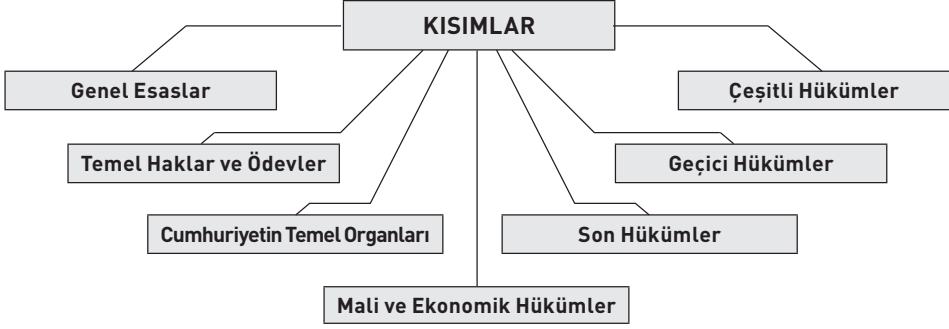 KISIMLAR
Genel Esaslar
Çeşitli Hükümler
Temel Haklar ve Ödevler
Geçici Hükümler
Cumhuriyetin Temel Organları
Son Hükümler
Mali ve Ekonomik Hükümler